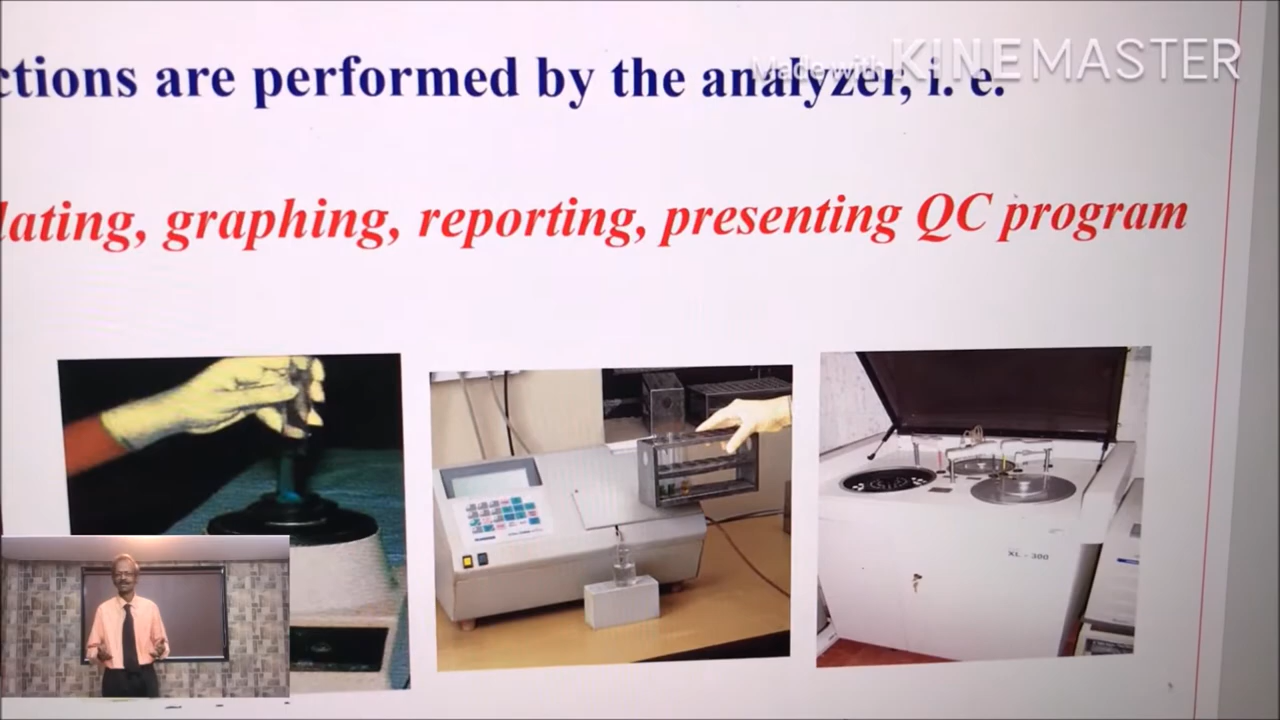 Made with KINEMASTER
ctions are performed by the analyzer, i. e.
lating, graphing, reporting, presenting QC program
XL - 300